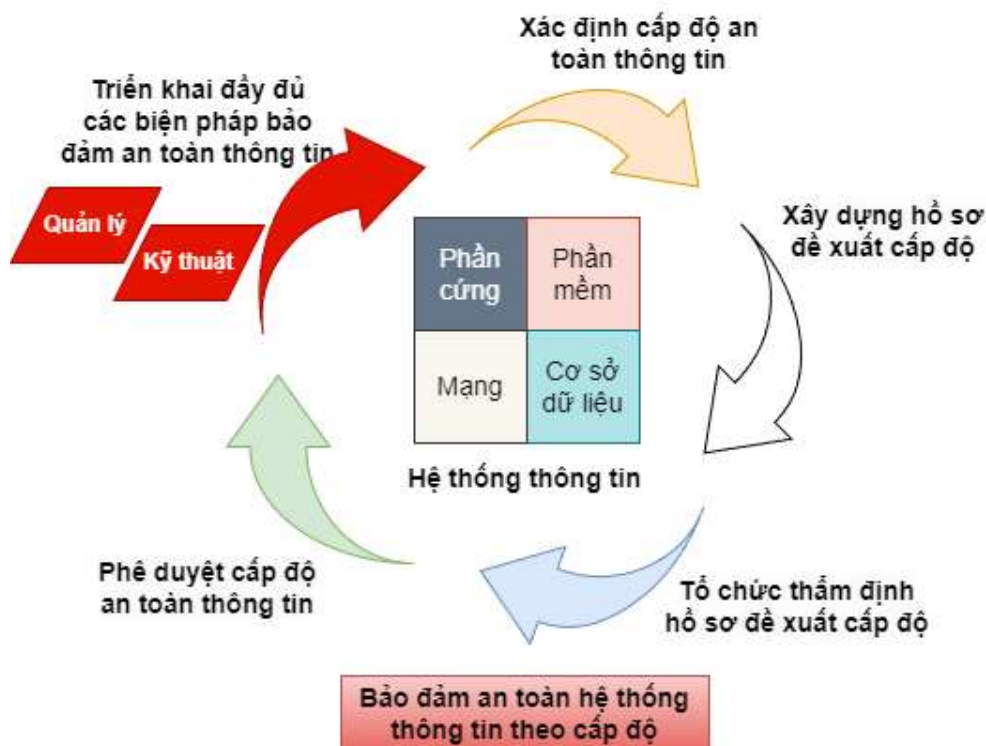 Xác định cấp độ an
toàn thông tin
Triển khai đầy đủ
các biện pháp bảo
đảm an toàn thông tin
Quản lý
Kỹ thuật
Xây dựng hồ sơ
đề xuất cấp độ
Phần
cứng
Phần
mềm
Mạng
Cơ sở
dữ liệu
Hệ thống thông tin
Phê duyệt cấp độ
an toàn thông tin
Tổ chức thẩm định
hồ sơ đề xuất cấp độ
Bảo đảm an toàn hệ thống
thông tin theo cấp độ